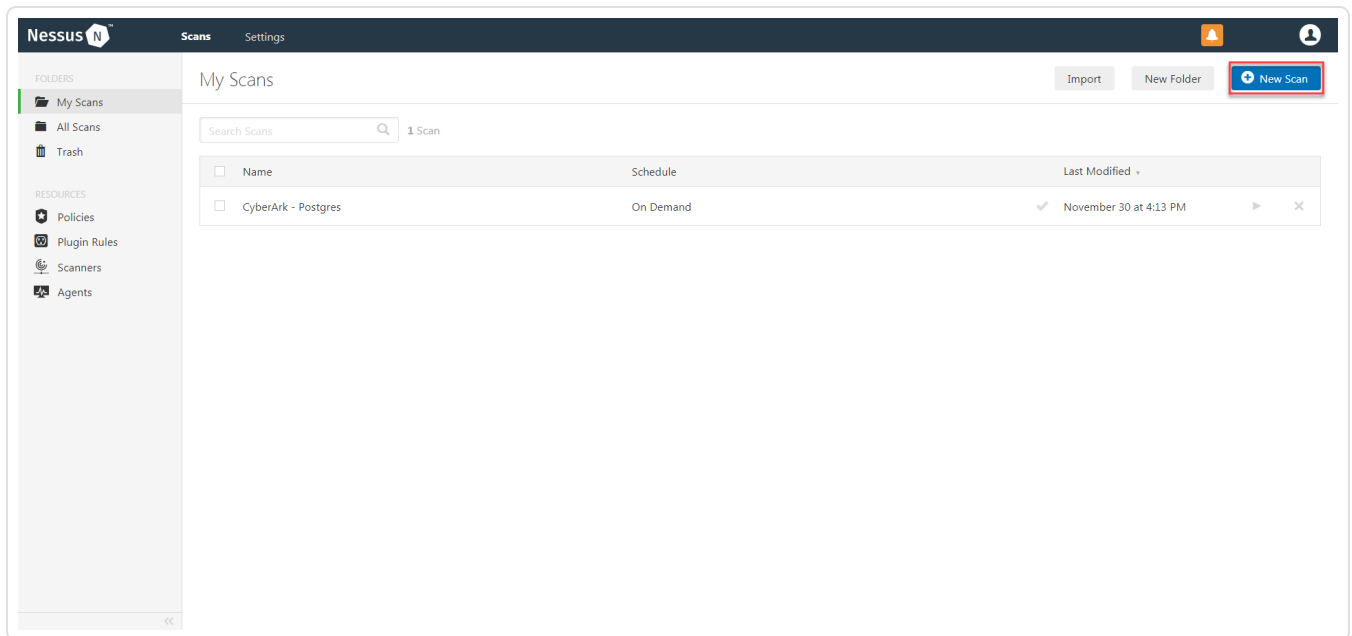 Nessus N ™
Scans Settings
FOLDERS
My Scans
All Scans
Trash
RESOURCES
Policies
Plugin Rules
Scanners
Agents
My Scans
Import New Folder New Scan
Search Scans 1 Scan
Name Schedule Last Modified
CyberArk - Postgres On Demand November 30 at 4:13 PM